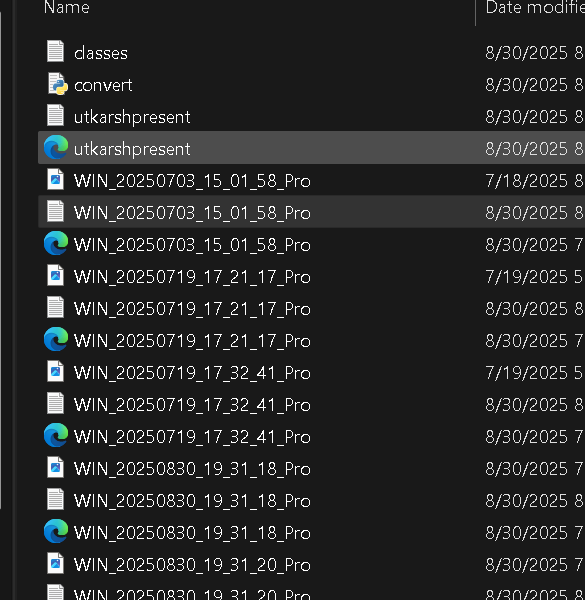 Name Date modifie
classes 8/30/2025 8
convert 8/30/2025 8
utkarshpresent 8/30/2025 8
utkarshpresent 8/30/2025 8
WIN_20250703_15_01_58_Pro 7/18/2025 8
WIN_20250703_15_01_58_Pro 8/30/2025 8
WIN_20250703_15_01_58_Pro 8/30/2025 7
WIN_20250719_17_21_17_Pro 7/19/2025 5
WIN_20250719_17_21_17_Pro 8/30/2025 8
WIN_20250719_17_21_17_Pro 8/30/2025 7
WIN_20250719_17_32_41_Pro 7/19/2025 5
WIN_20250719_17_32_41_Pro 8/30/2025 8
WIN_20250719_17_32_41_Pro 8/30/2025 7
WIN_20250830_19_31_18_Pro 8/30/2025 7
WIN_20250830_19_31_18_Pro 8/30/2025 8
WIN_20250830_19_31_18_Pro 8/30/2025 7
WIN_20250830_19_31_20_Pro 8/30/2025 7
WIN_20250830_19_31_20_Pro 8/30/2025 8